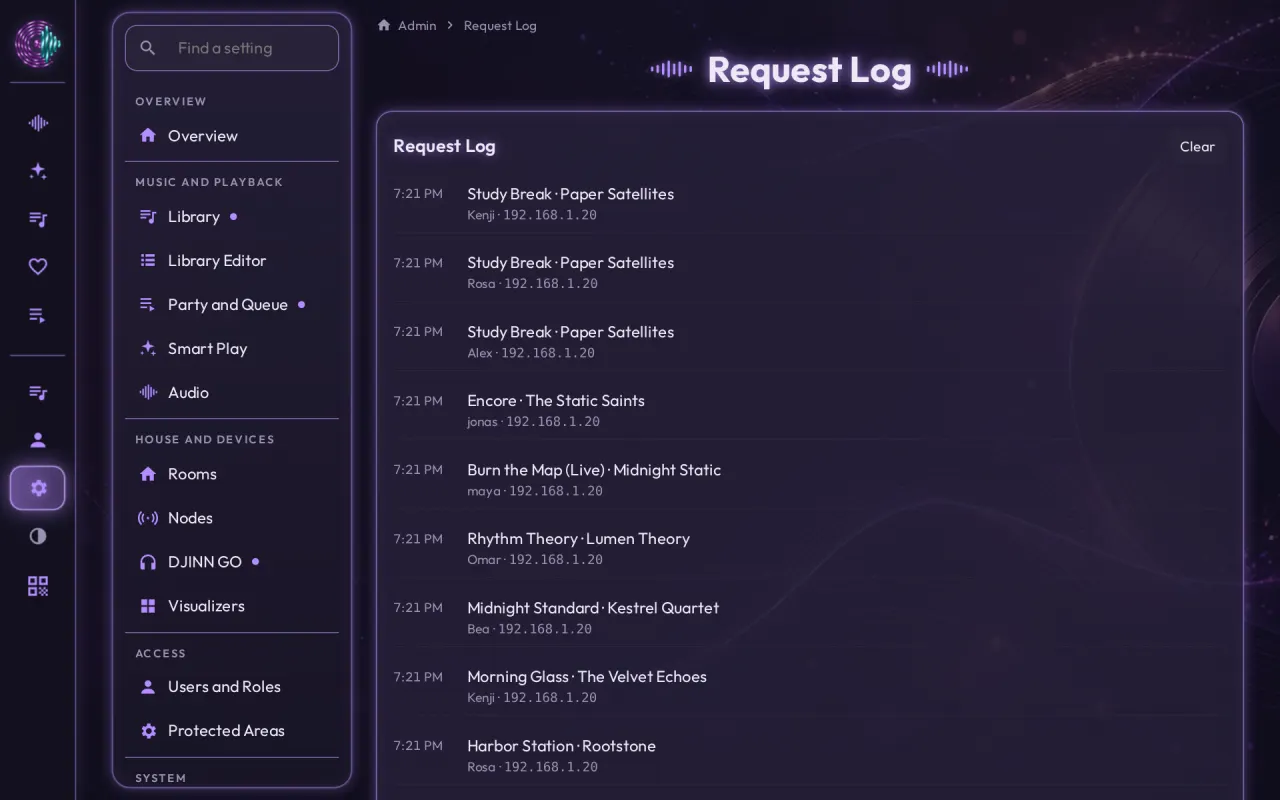 Find a setting
OVERVIEW
Overview
MUSIC AND PLAYBACK
Library
Library Editor
Party and Queue
Smart Play
Audio
HOUSE AND DEVICES
Rooms
Nodes
DJINN GO
Visualizers
ACCESS
Users and Roles
Protected Areas
SYSTEM
Admin > Request Log
Request Log
Request Log
Clear
7:21 PM Study Break · Paper Satellites
Kenji · 192.168.1.20
7:21 PM Study Break · Paper Satellites
Rosa · 192.168.1.20
7:21 PM Study Break · Paper Satellites
Alex · 192.168.1.20
7:21 PM Encore · The Static Saints
jonas · 192.168.1.20
7:21 PM Burn the Map (Live) · Midnight Static
maya · 192.168.1.20
7:21 PM Rhythm Theory · Lumen Theory
Omar · 192.168.1.20
7:21 PM Midnight Standard · Kestrel Quartet
Bea · 192.168.1.20
7:21 PM Morning Glass · The Velvet Echoes
Kenji · 192.168.1.20
7:21 PM Harbor Station · Rootstone
Rosa · 192.168.1.20